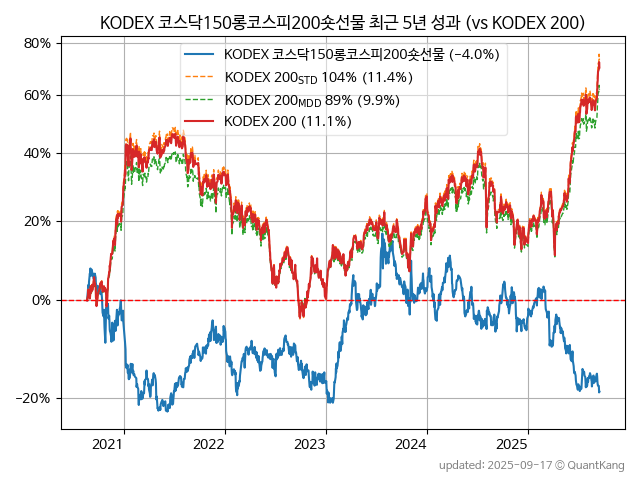 KODEX 코스닥150롱코스피200숏선물 최근 5년 성과 (vs KODEX 200)
80%
60%
40%
20%
0%
−20%
KODEX 코스닥150롱코스피200숏선물 (−4.0%)
KODEX 200STD 104% (11.4%)
KODEX 200MDD 89% (9.9%)
KODEX 200 (11.1%)
2021
2022
2023
2024
2025
updated: 2025-09-17 © QuantKang